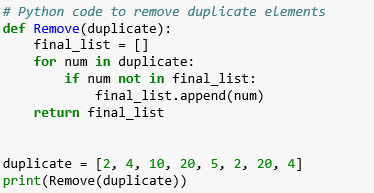 # Python code to remove duplicate elements
def Remove(duplicate):
    final_list = []
    for num in duplicate:
        if num not in final_list:
            final_list.append(num)
    return final_list


duplicate = [2, 4, 10, 20, 5, 2, 20, 4]
print(Remove(duplicate))